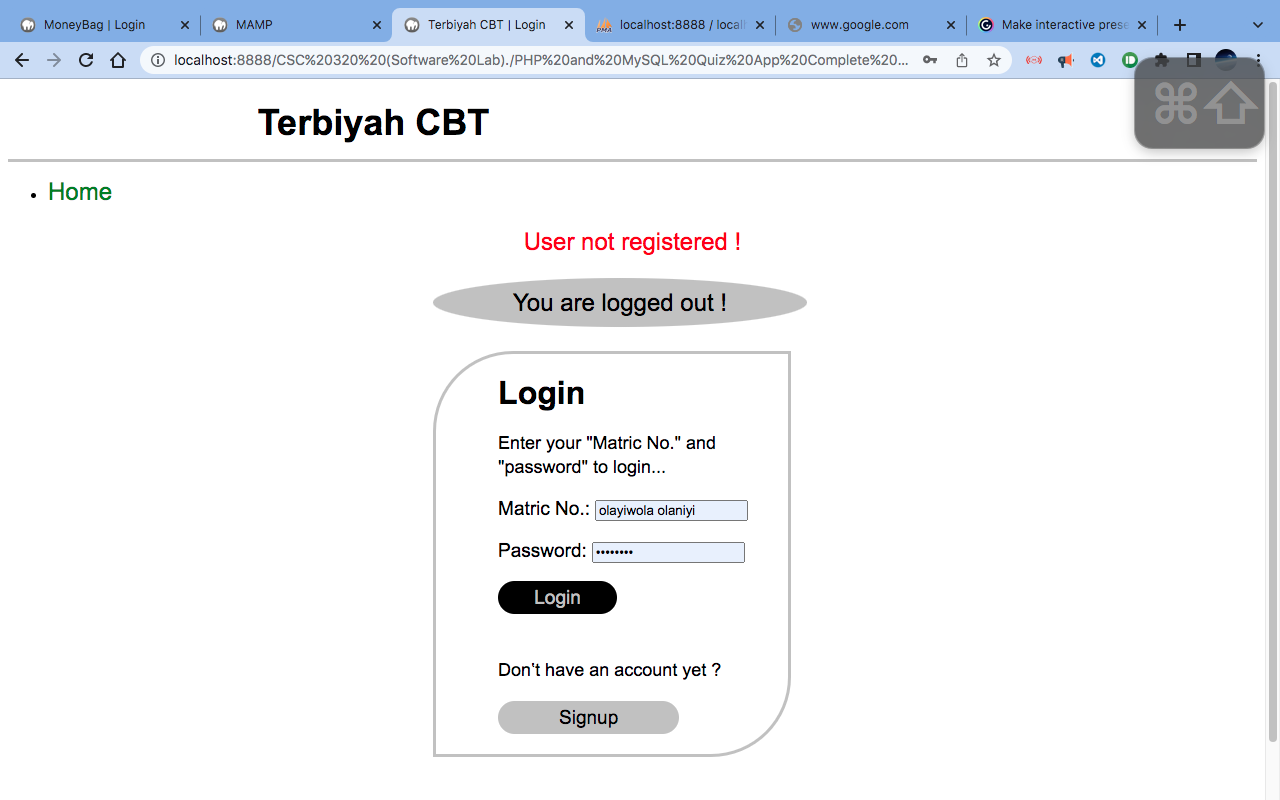 MoneyBag | Login
MAMP
Terbiyah CBT | Login
PMA
localhost:8888 / local
www.google.com
Make interactive prese
localhost:8888/CSC%20320%20(Software%20Lab)./PHP%20and%20MySQL%20Quiz%20App%20Complete%20...
⌘⇧
Terbiyah CBT
• Home
User not registered !
You are logged out !
Login
Enter your "Matric No." and
"password" to login...
Matric No.: olayiwola olaniyi
Password: ••••••••
Login
Don't have an account yet ?
Signup